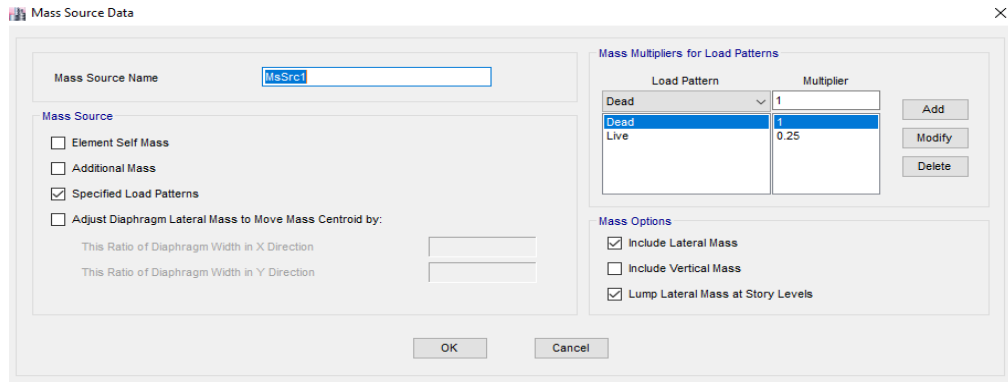 Mass Source Data
Mass Source Name
MsSrc1
Mass Source
Element Self Mass
Additional Mass
Specified Load Patterns
Adjust Diaphragm Lateral Mass to Move Mass Centroid by:
This Ratio of Diaphragm Width in X Direction
This Ratio of Diaphragm Width in Y Direction
Mass Multipliers for Load Patterns
Load Pattern Multiplier
Dead 1
Dead 1
Live 0.25
Add
Modify
Delete
Mass Options
Include Lateral Mass
Include Vertical Mass
Lump Lateral Mass at Story Levels
OK Cancel